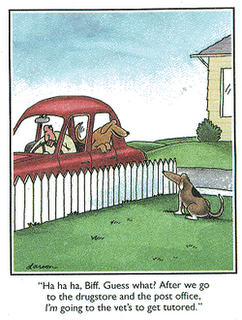 Larson
"Ha ha ha, Biff. Guess what? After we go
to the drugstore and the post office,
I'm going to the vet's to get tutored."